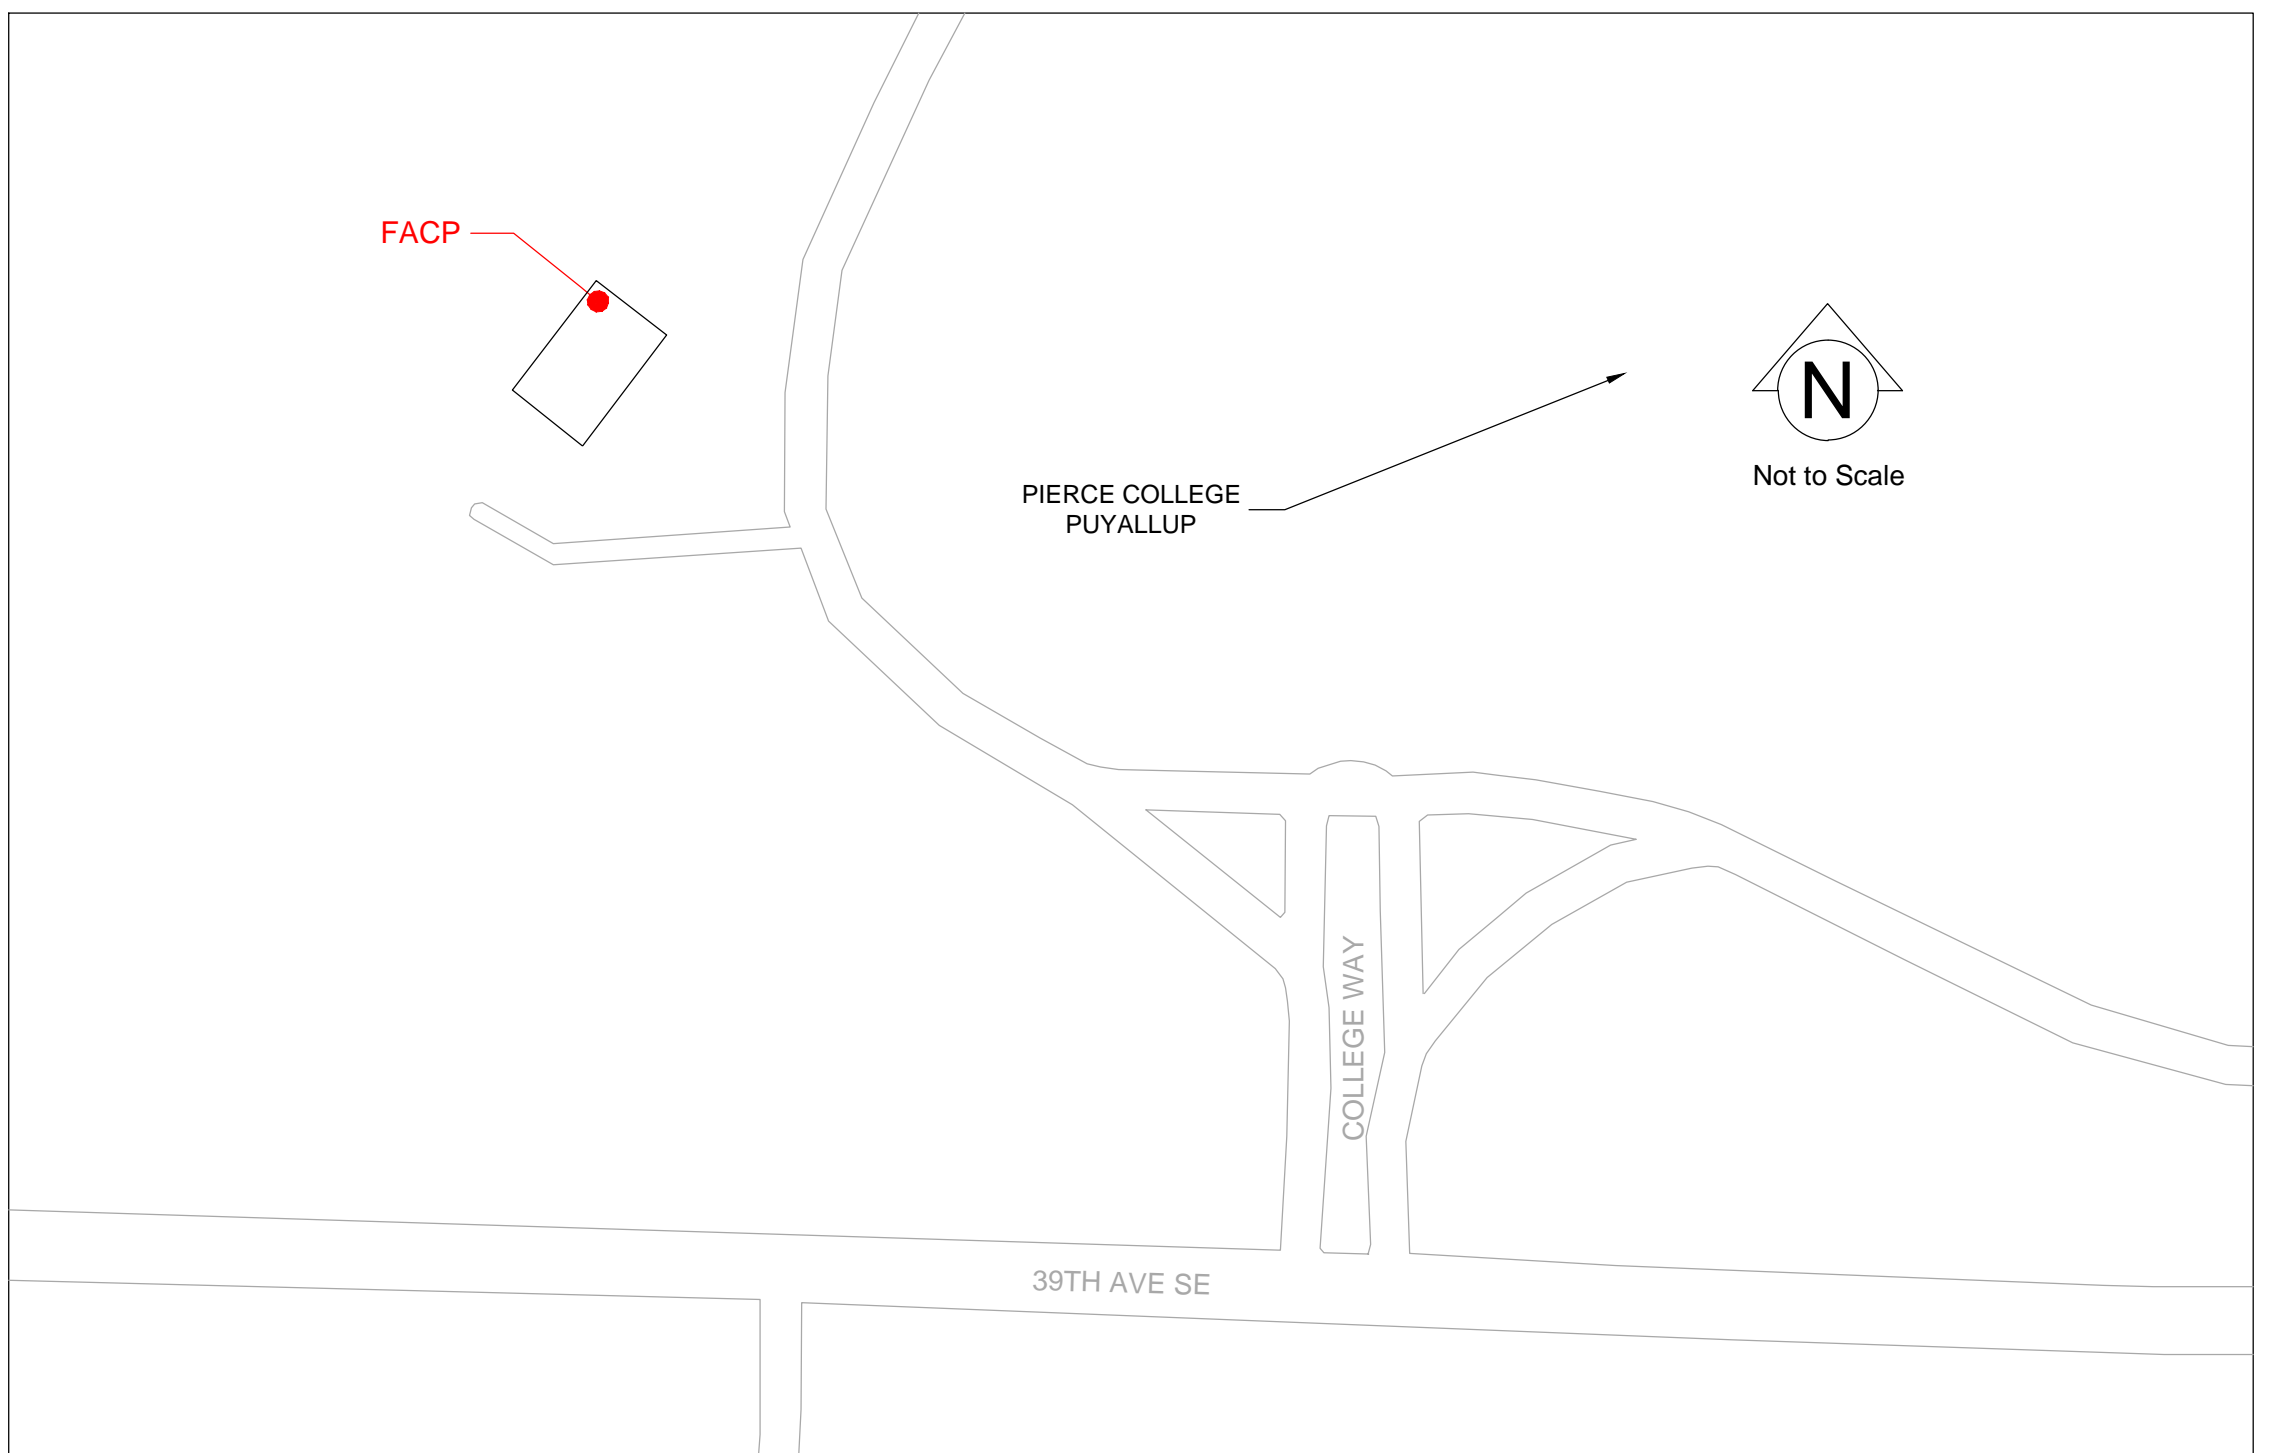 FACP
PIERCE COLLEGE
PUYALLUP
N
Not to Scale
COLLEGE WAY
39TH AVE SE